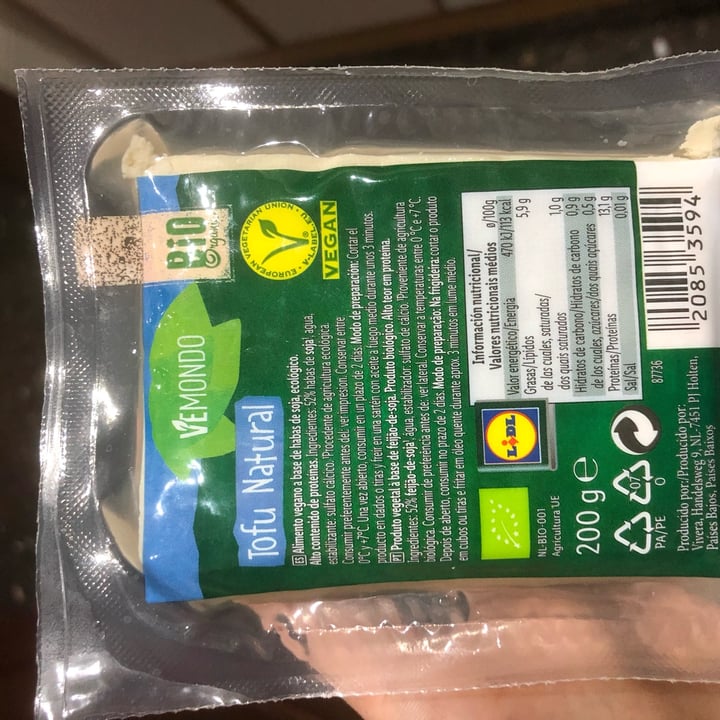 BIO
Organic
EUROPEAN VEGETARIAN UNION
V-LABEL.EU
VEGAN
VEMONDO
Tofu Natural
ES Alimento vegano a base de habas de soja, ecológico.
Alto contenido de proteínas. Ingredientes: 52% habas de soja¹, agua,
estabilizante: sulfato cálcico. ¹Procedente de agricultura ecológica.
Consumir preferentemente antes del: ver impresión. Conservar entre
0°C y +7°C. Una vez abierto, consumir en un plazo de 2 días. Modo de preparación: Cortar el
producto en dados o tiras y freír en una sartén con aceite a fuego medio durante unos 3 minutos.
PT Produto vegetal à base de feijão-de-soja. Produto biológico. Alto teor em proteína.
Ingredientes: 52% feijão-de-soja¹, água, estabilizador: sulfato de cálcio. ¹Proveniente de agricultura
biológica. Consumir de preferência antes de: ver lateral. Conservar a temperaturas entre 0°C e +7°C.
Depois de aberto, consumir no prazo de 2 dias. Modo de preparação: Na frigideira: cortar o produto
em cubos ou tiras e fritar em óleo quente durante aprox. 3 minutos em lume médio.
LIDL
Información nutricional/
Valores nutricionais médios ø/100g
Valor energético/Energia 470 kJ/113 kcal
Grasas/Lípidos 5,9 g
de las cuales, saturadas/
dos quais saturados 1,0 g
Hidratos de carbono/Hidratos de carbono 0,9 g
de los cuales, azúcares/dos quais açúcares 0,5 g
Proteínas/Proteínas 13,1 g
Sal/Sal 0,01 g
NL-BIO-001
Agricultura UE
200 g e
PA/PE
07
O
87736
2085 3594
Producido por:/Produzido por:
Vivera, Handelsweg 9, NL-7451 PJ Holten,
Países Bajos, Países Baixos